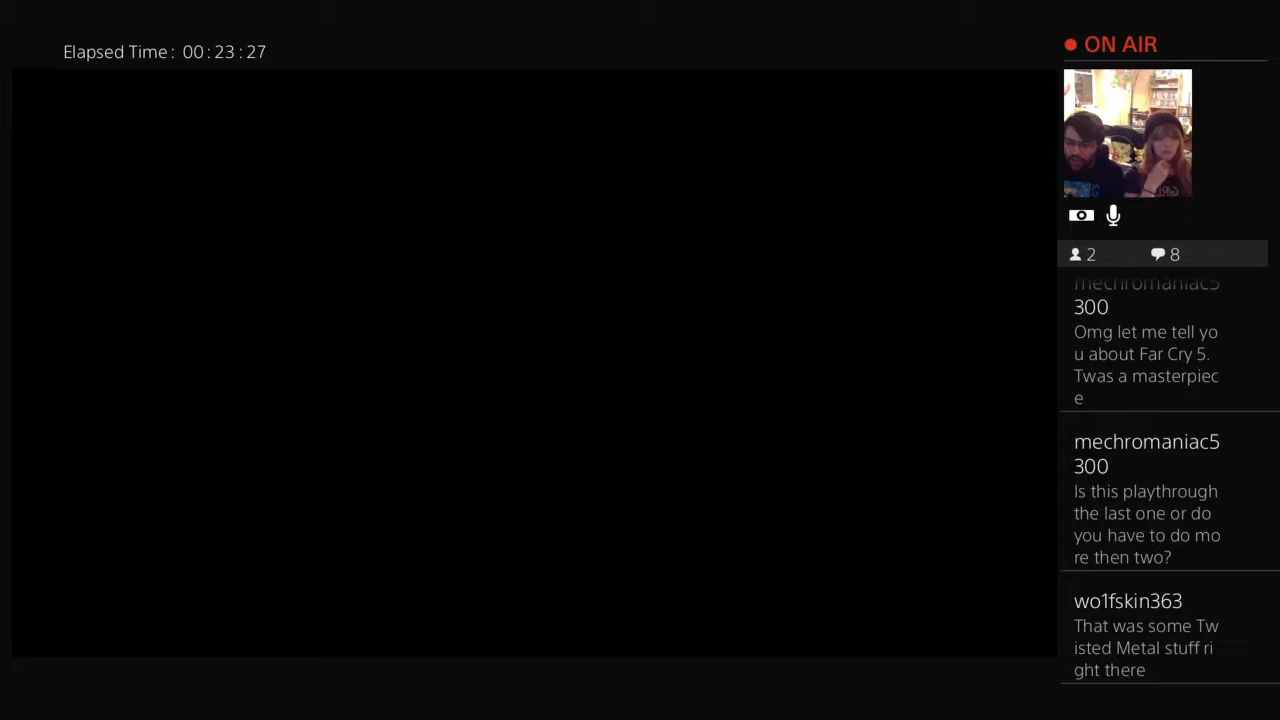 Elapsed Time: 00:23:27
ON AIR
2
8
mechromaniac5
300
Omg let me tell yo
u about Far Cry 5.
Twas a masterpiec
e
mechromaniac5
300
Is this playthrough
the last one or do
you have to do mo
re then two?
wo1fskin363
That was some Tw
isted Metal stuff ri
ght there